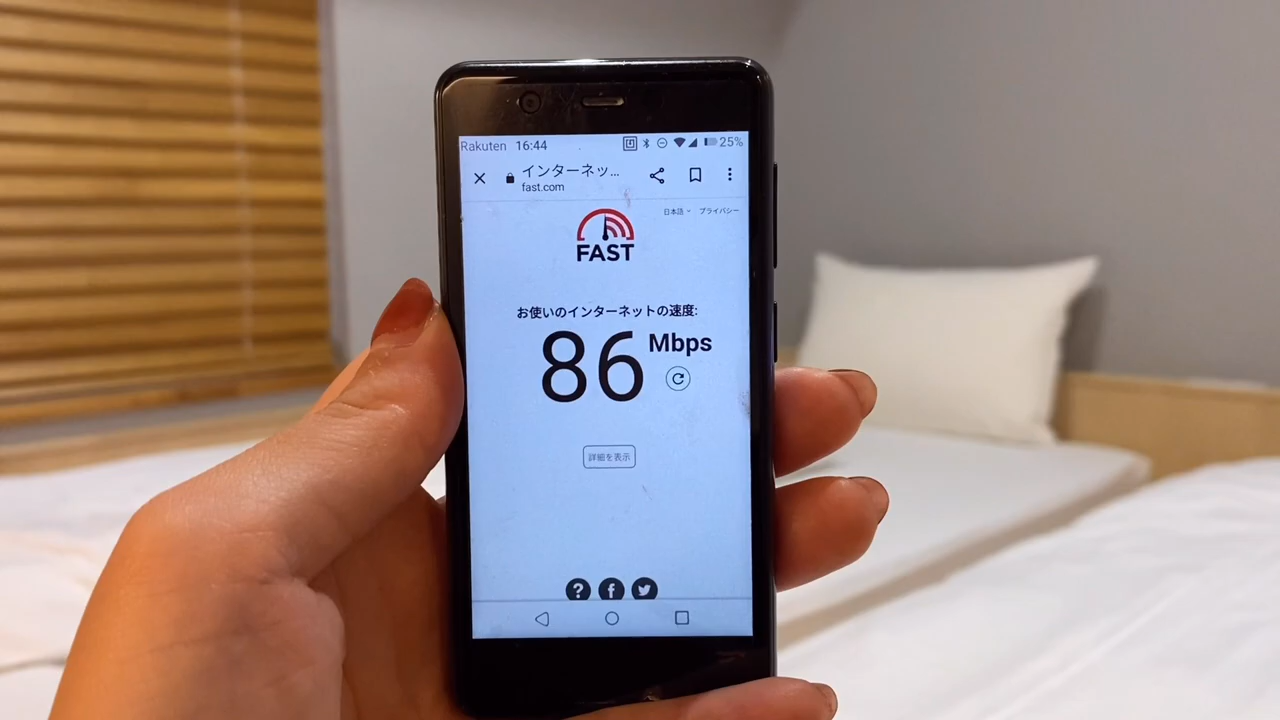 Rakuten 16:44 25%
インターネッ...
fast.com
日本語 プライバシー
FAST
お使いのインターネットの速度:
86 Mbps
詳細を表示
? f